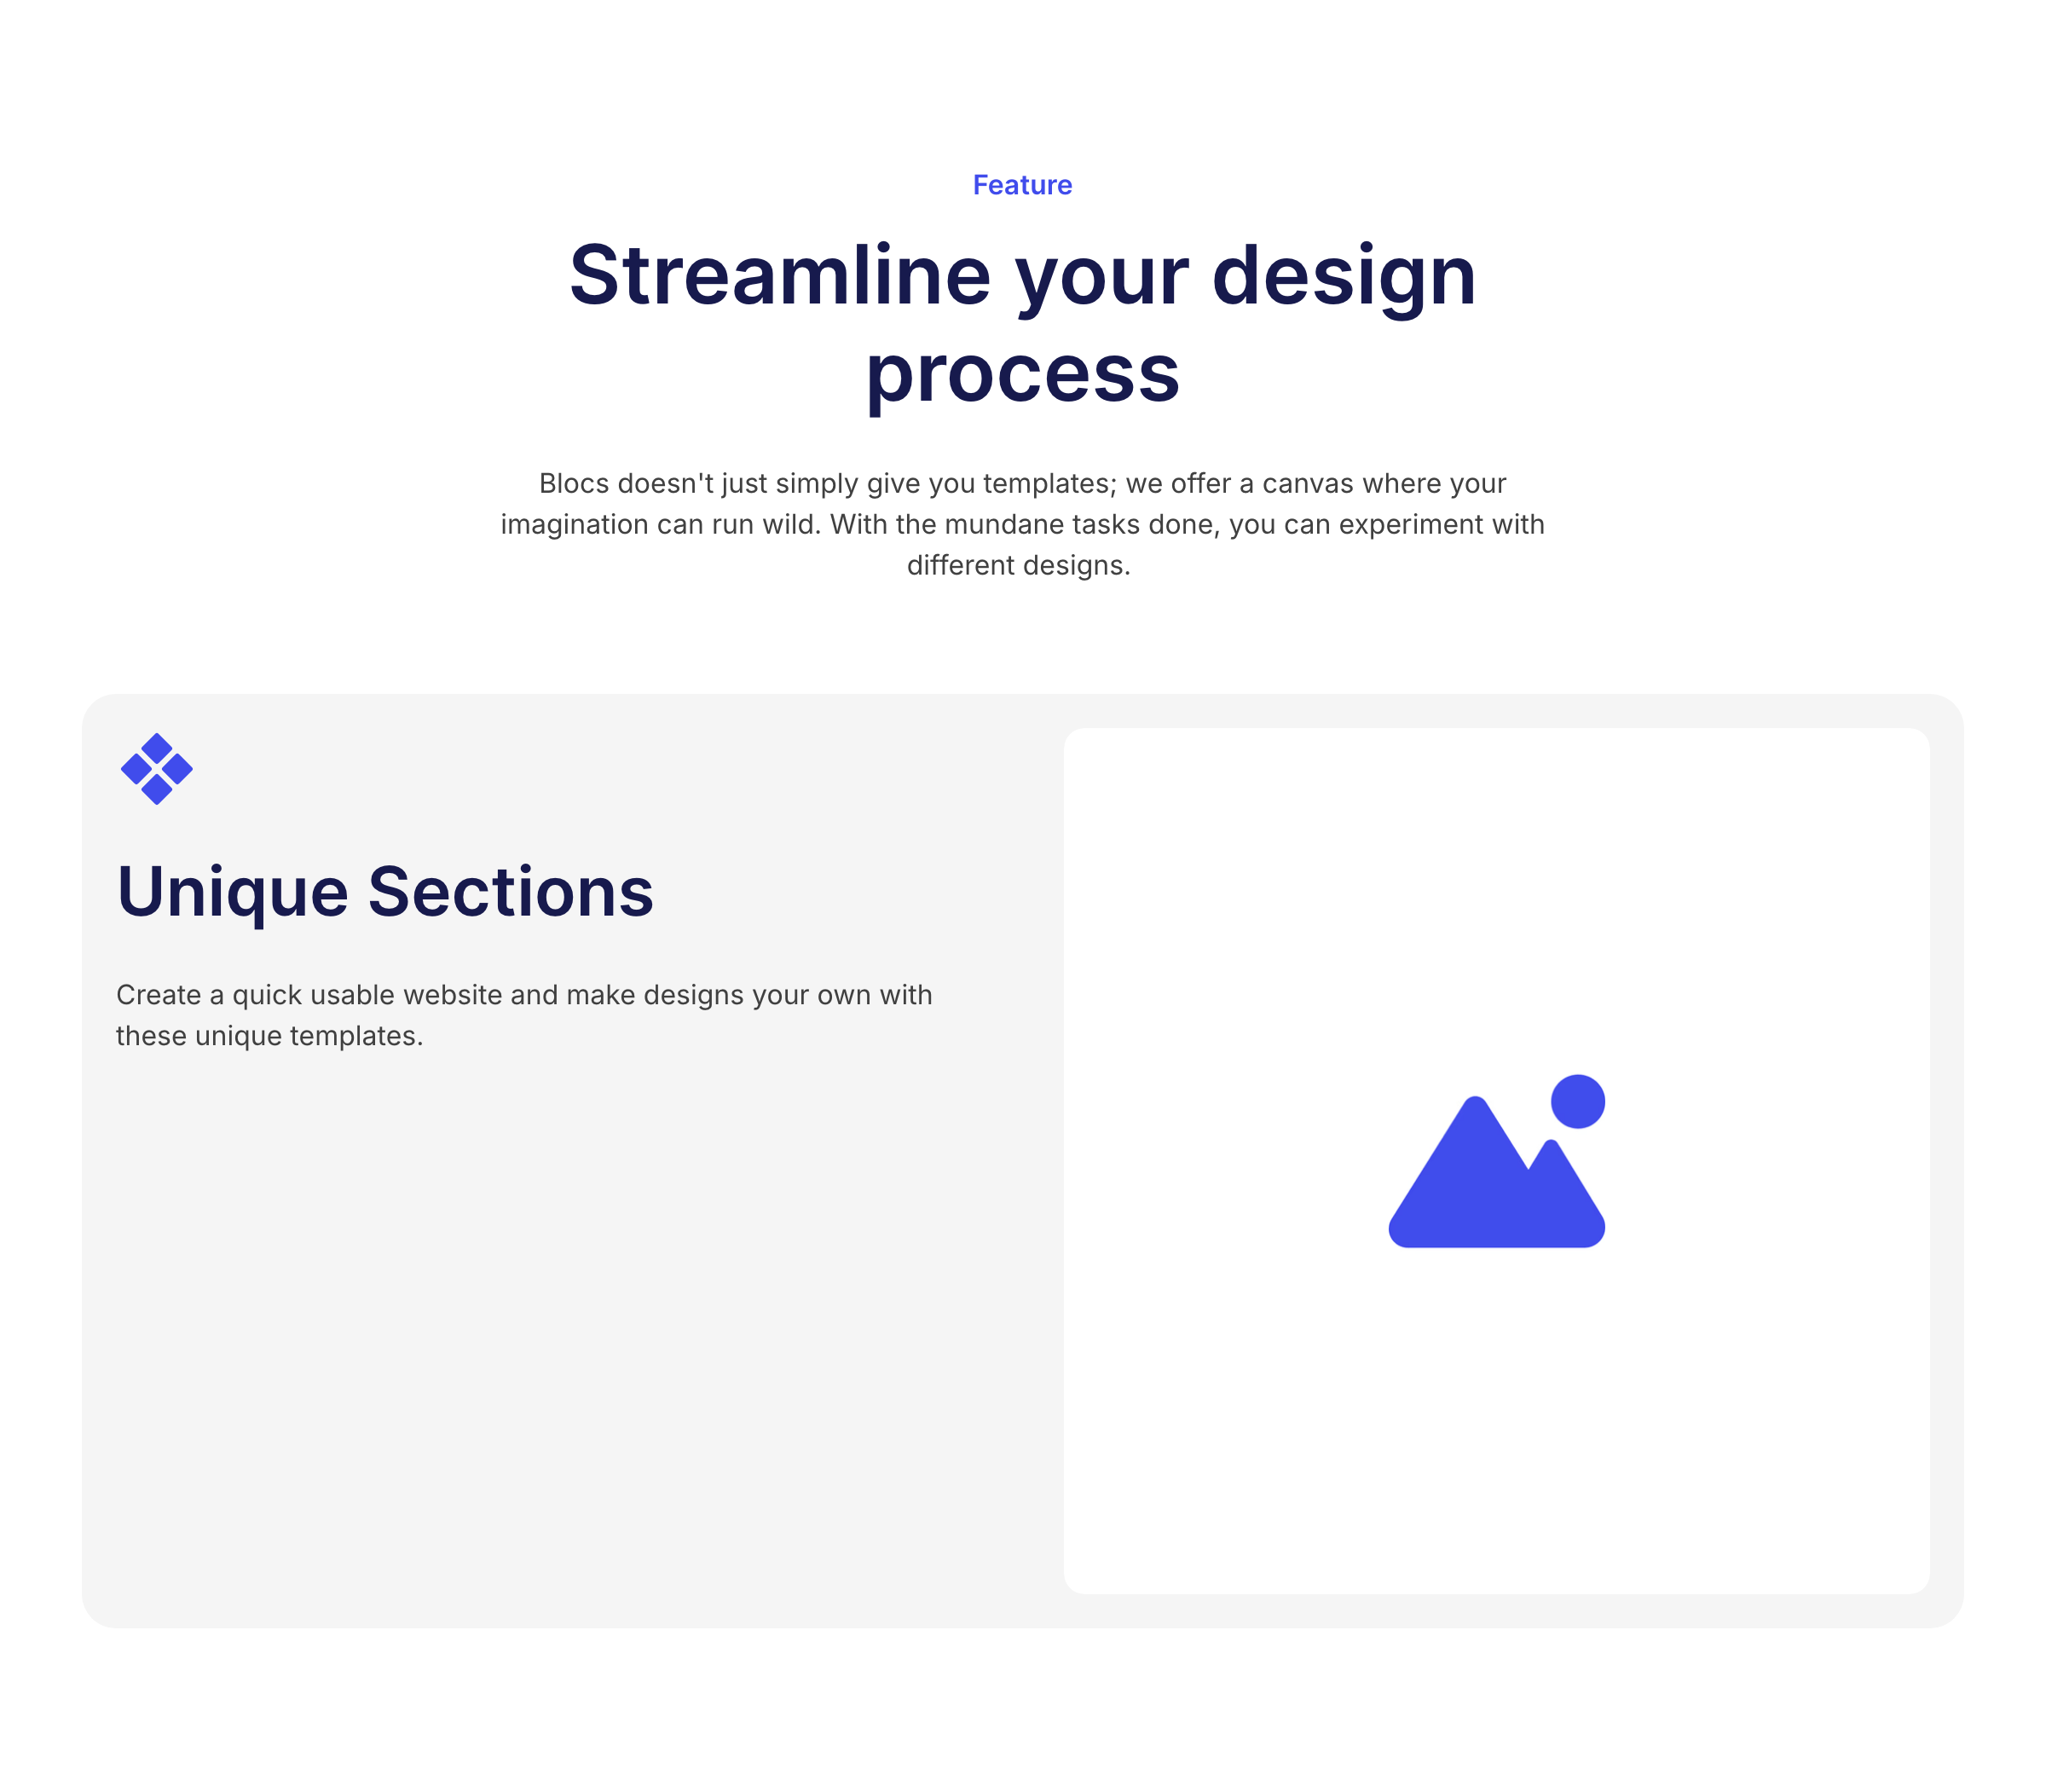 Feature
Streamline your design
process
Blocs doesn't just simply give you templates; we offer a canvas where your
imagination can run wild. With the mundane tasks done, you can experiment with
different designs.
Unique Sections
Create a quick usable website and make designs your own with
these unique templates.